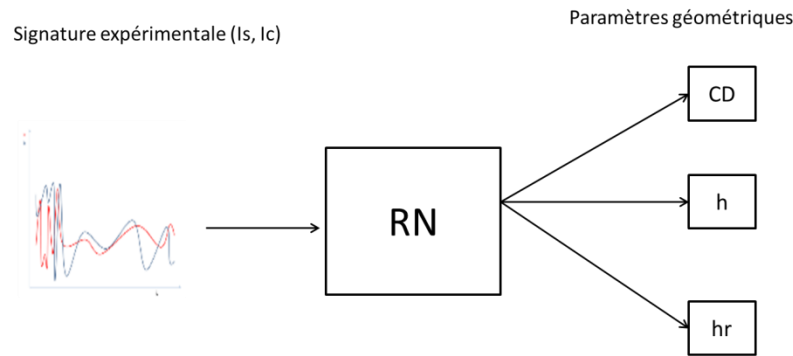 Paramètres géométriques
Signature expérimentale (Is, Ic)
CD
RN
h
hr